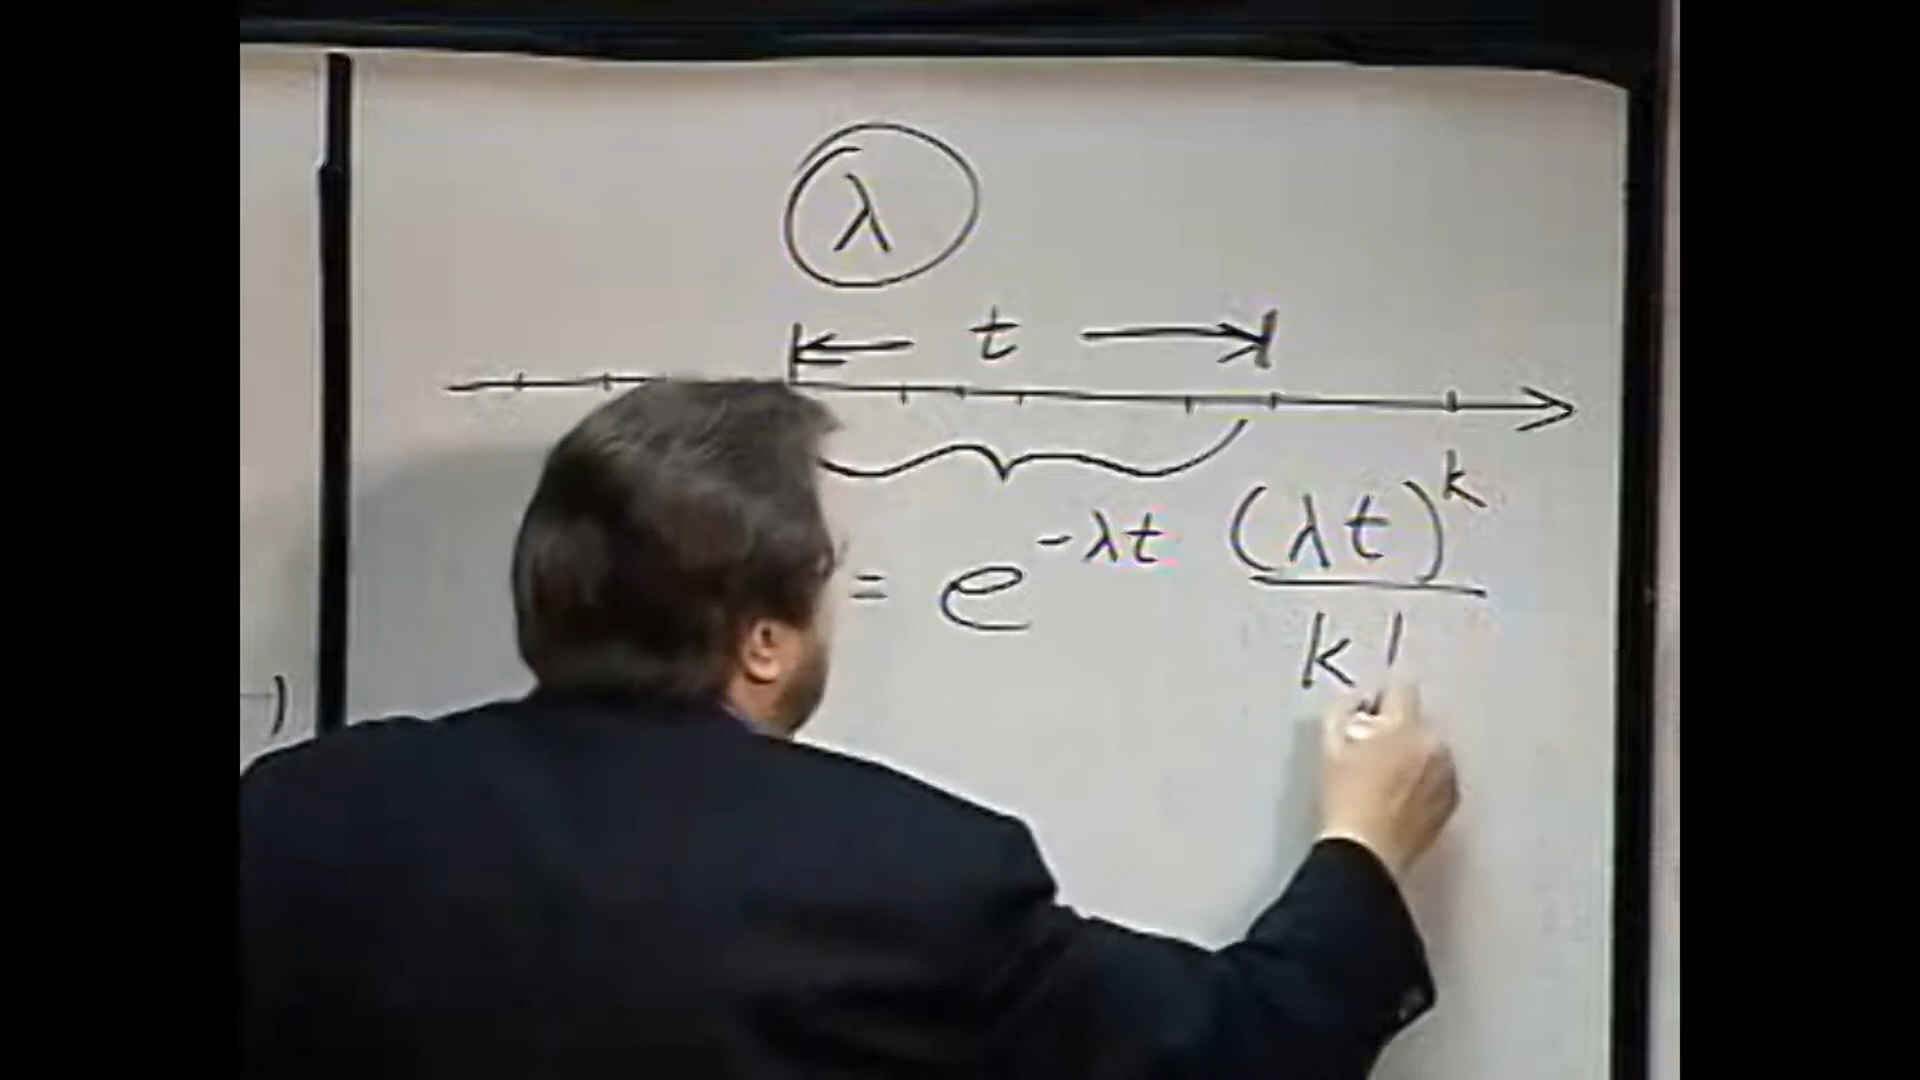 λ
t
= e^{-λt} (λt)^k / k!